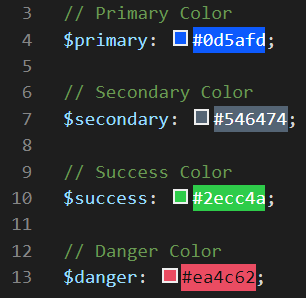 3 // Primary Color
4 $primary: #0d5afd;
5
6 // Secondary Color
7 $secondary: #546474;
8
9 // Success Color
10 $success: #2ecc4a;
11
12 // Danger Color
13 $danger: #ea4c62;